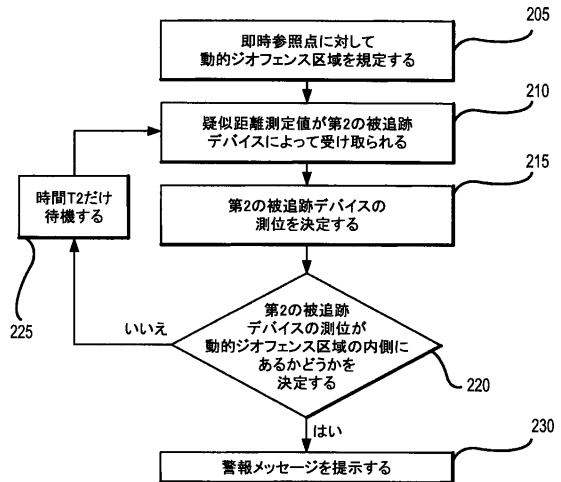 205
即時参照点に対して
動的ジオフェンス区域を規定する
210
疑似距離測定値が第2の被追跡
デバイスによって受け取られる
215
時間T2だけ
待機する
第2の被追跡デバイスの
測位を決定する
225
いいえ
第2の被追跡
デバイスの測位が
動的ジオフェンス区域の内側に
あるかどうかを
決定する
220
はい
230
警報メッセージを提示する